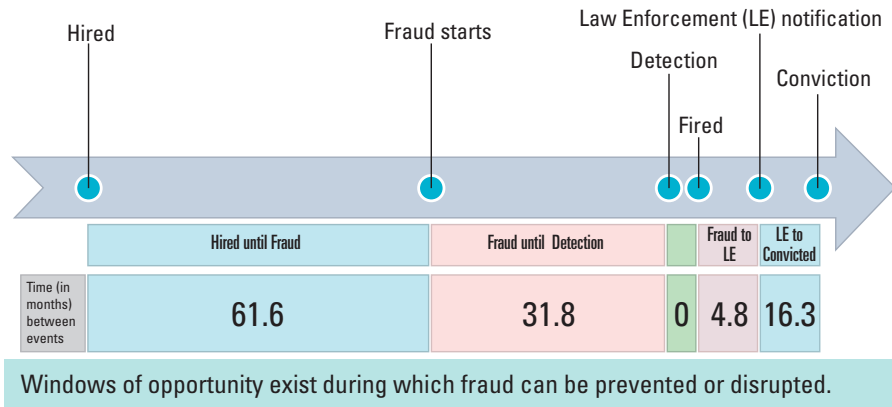 Law Enforcement (LE) notification
Hired
Fraud starts
Detection
Conviction
Fired
Hired until Fraud
Fraud until Detection
Fraud to
LE
LE to
Convicted
Time (in
months)
between
events
61.6
31.8
0
4.8
16.3
Windows of opportunity exist during which fraud can be prevented or disrupted.